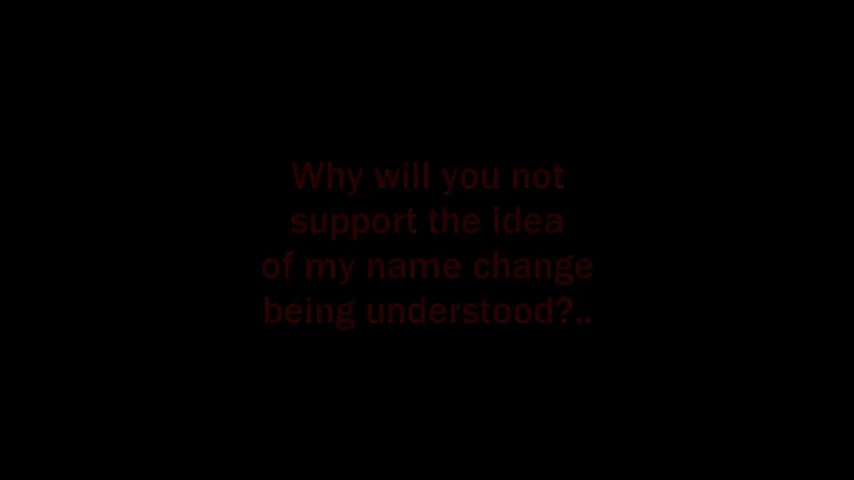 Why will you not
support the idea
of my name change
being understood?..